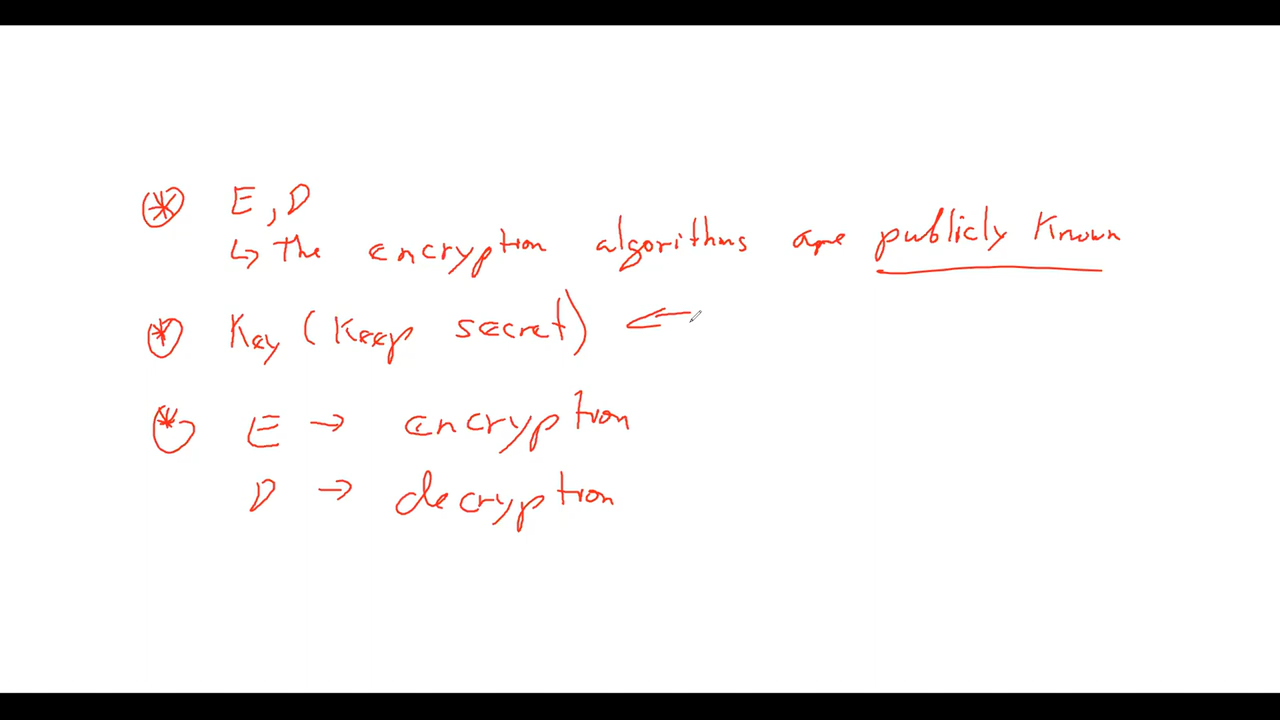 ⊛ E, D
↳ The encryption algorithms are publicly known
⊛ Key (Keep secret) ←
⊛ E → encryption
D → decryption